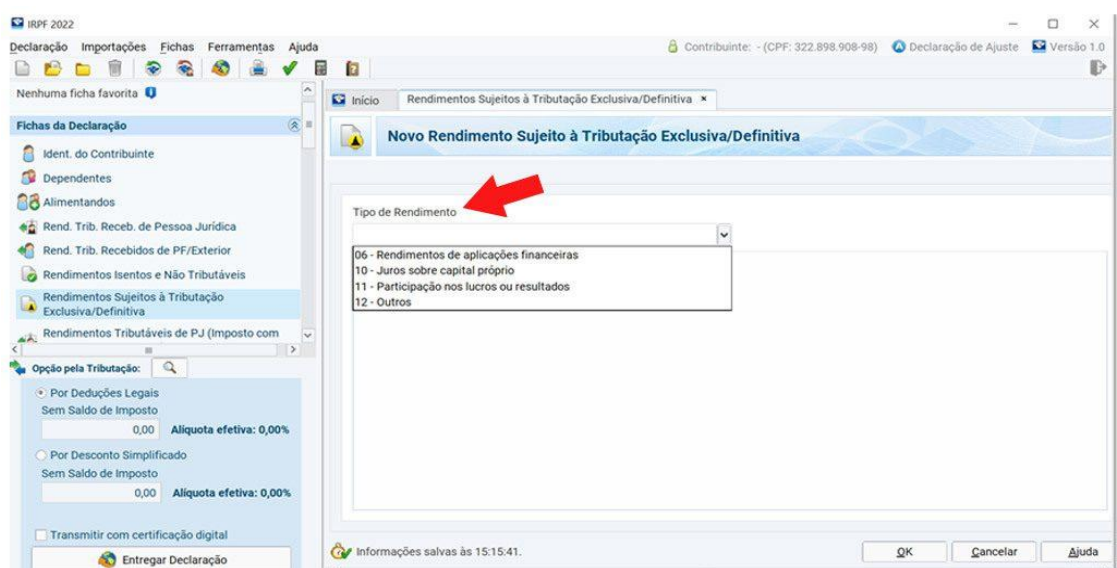 IRPF 2022
Declaração Importações Fichas Ferramentas Ajuda
Contribuinte: - (CPF: 322.898.908-98) Declaração de Ajuste Versão 1.0
Nenhuma ficha favorita
Início Rendimentos Sujeitos à Tributação Exclusiva/Definitiva
Fichas da Declaração
Novo Rendimento Sujeito à Tributação Exclusiva/Definitiva
Ident. do Contribuinte
Dependentes
Alimentandos
Rend. Trib. Receb. de Pessoa Jurídica
Rend. Trib. Recebidos de PF/Exterior
Rendimentos Isentos e Não Tributáveis
Rendimentos Sujeitos à Tributação
Exclusiva/Definitiva
Rendimentos Tributáveis de PJ (Imposto com
Tipo de Rendimento
06 - Rendimentos de aplicações financeiras
10 - Juros sobre capital próprio
11 - Participação nos lucros ou resultados
12 - Outros
Opção pela Tributação:
Por Deduções Legais
Sem Saldo de Imposto
0,00 Alíquota efetiva: 0,00%
Por Desconto Simplificado
Sem Saldo de Imposto
0,00 Alíquota efetiva: 0,00%
Transmitir com certificação digital
Entregar Declaração
Informações salvas às 15:15:41.
OK Cancelar Ajuda